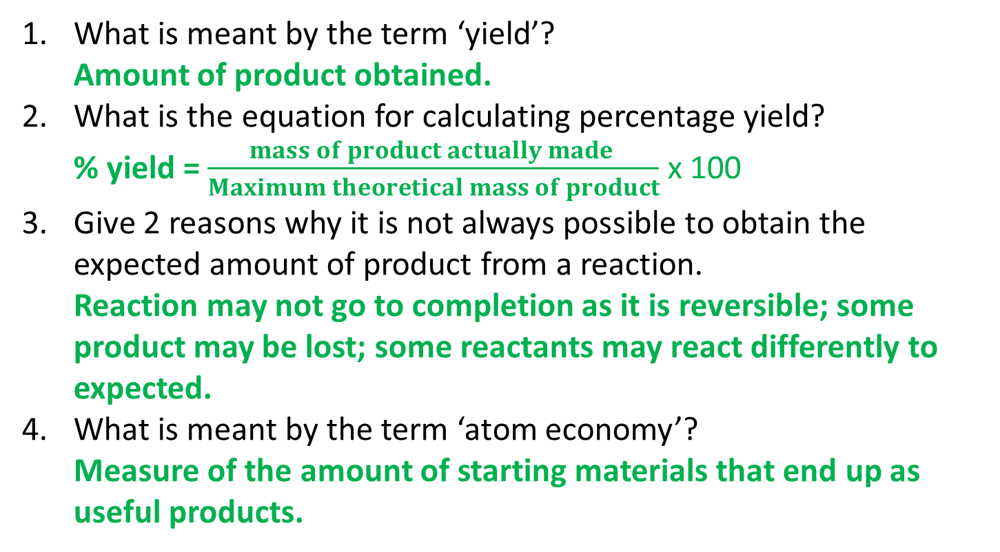 1. What is meant by the term ‘yield’?
Amount of product obtained.
2. What is the equation for calculating percentage yield?
mass of product actually made
% yield = x 100
Maximum theoretical mass of product
3. Give 2 reasons why it is not always possible to obtain the
expected amount of product from a reaction.
Reaction may not go to completion as it is reversible; some
product may be lost; some reactants may react differently to
expected.
4. What is meant by the term ‘atom economy’?
Measure of the amount of starting materials that end up as
useful products.